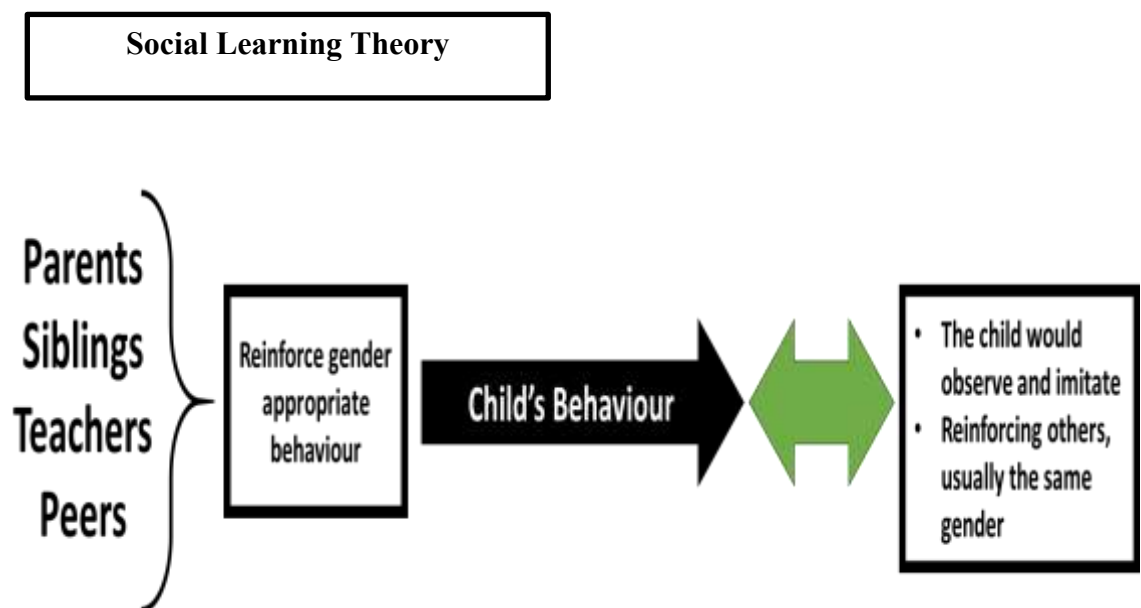 Social Learning Theory
Parents
Siblings
Teachers
Peers
Reinforce gender
appropriate
behaviour
Child's Behaviour
• The child would
observe and imitate
• Reinforcing others,
usually the same
gender